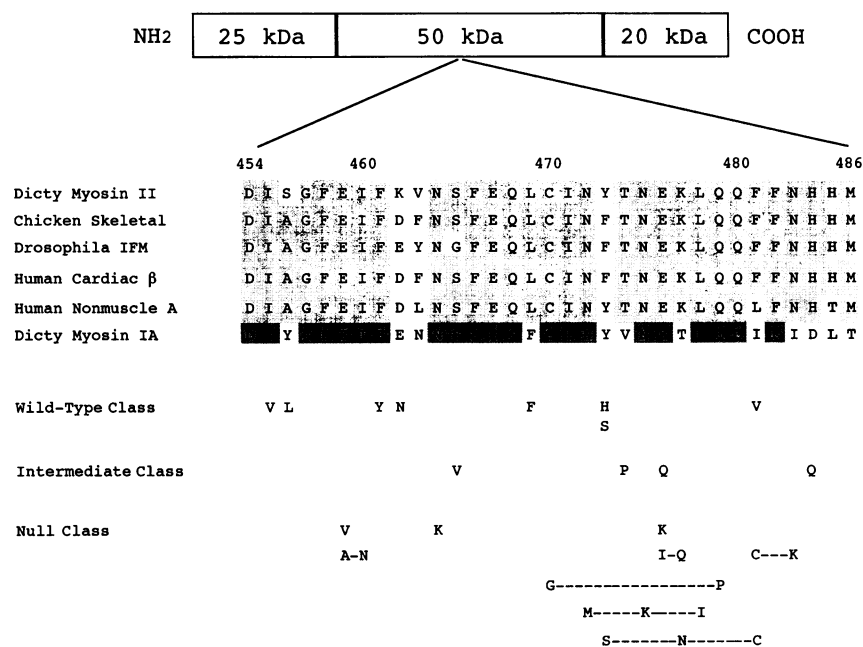 NH2 25 kDa 50 kDa 20 kDa COOH
454 460 470 480 486
Dicty Myosin II D I S G F E I F K V N S F E Q L C I N Y T N E K L Q Q F F N H H M
Chicken Skeletal D I A G F E I F D F N S F E Q L C I N F T N E K L Q Q F F N H H M
Drosophila IFM D I A G F E I F E Y N G F E Q L C I N F T N E K L Q Q F F N H H M
Human Cardiac β D I A G F E I F D F N S F E Q L C I N F T N E K L Q Q F F N H H M
Human Nonmuscle A D I A G F E I F D L N S F E Q L C I N Y T N E K L Q Q L F N H T M
Dicty Myosin IA Y E N F Y V T I I D L T
Wild-Type Class V L Y N F H V
S
Intermediate Class V P Q Q
Null Class V K K
A-N I-Q C---K
G-----------------P
M-----K-----I
S-------N-------C